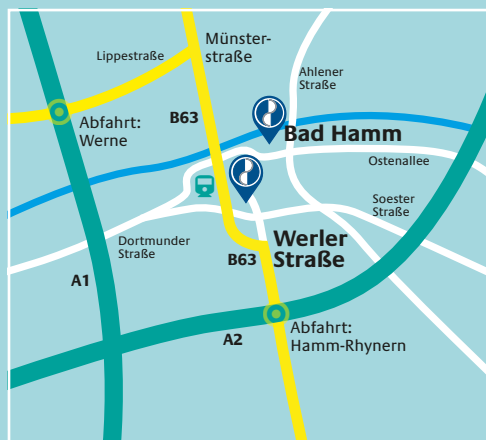 Münster-
straße
Lippestraße
Ahlener
Straße
B63
Abfahrt:
Werne
Bad Hamm
Ostenallee
Soester
Straße
Dortmunder
Straße
Werler
Straße
B63
A1
A2
Abfahrt:
Hamm-Rhynern